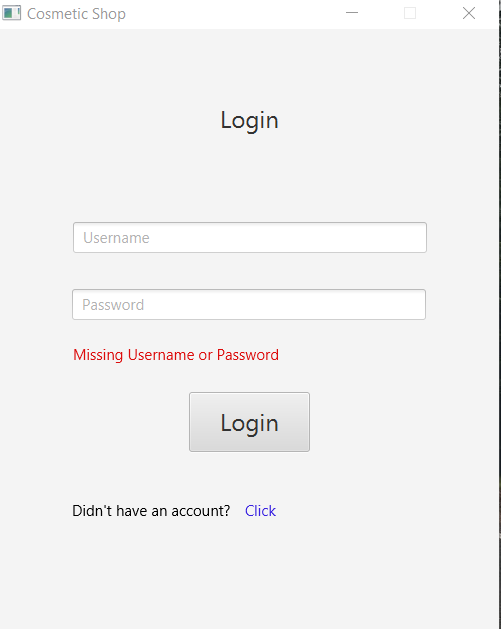 Cosmetic Shop
Login
Username
Password
Missing Username or Password
Login
Didn't have an account? Click